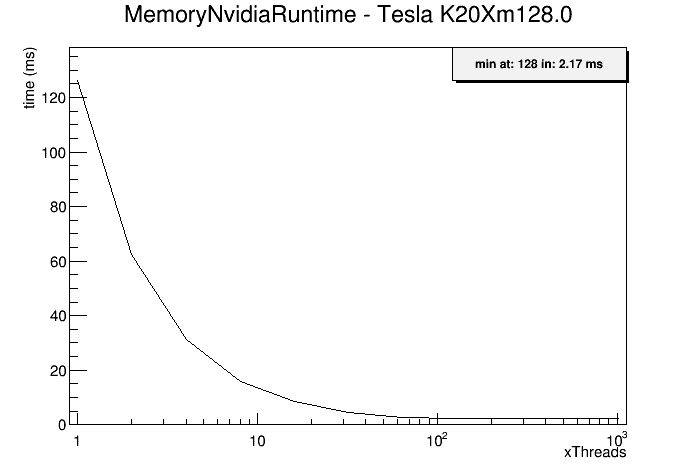 MemoryNvidiaRuntime - Tesla K20Xm128.0
time (ms)
min at: 128 in: 2.17 ms
120
100
80
60
40
20
0
1 10 10² 10³
xThreads